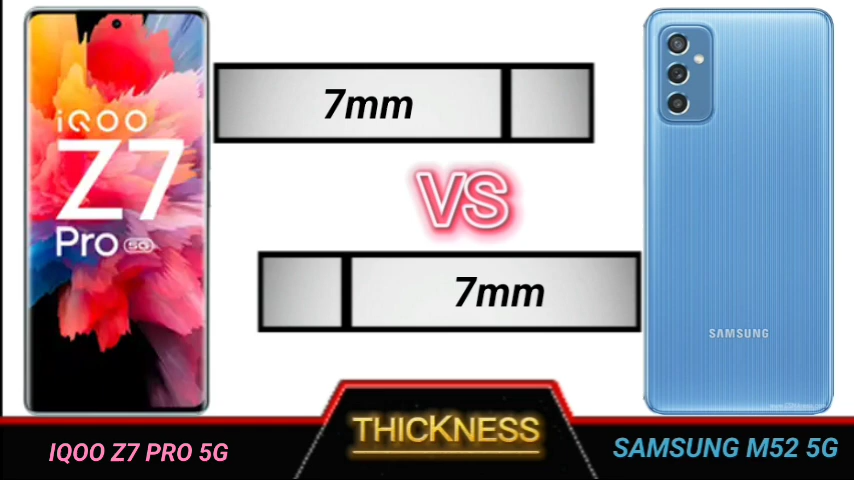 iQOO
Z7
Pro 5G
7mm
VS
7mm
SAMSUNG
THICKNESS
IQOO Z7 PRO 5G
SAMSUNG M52 5G